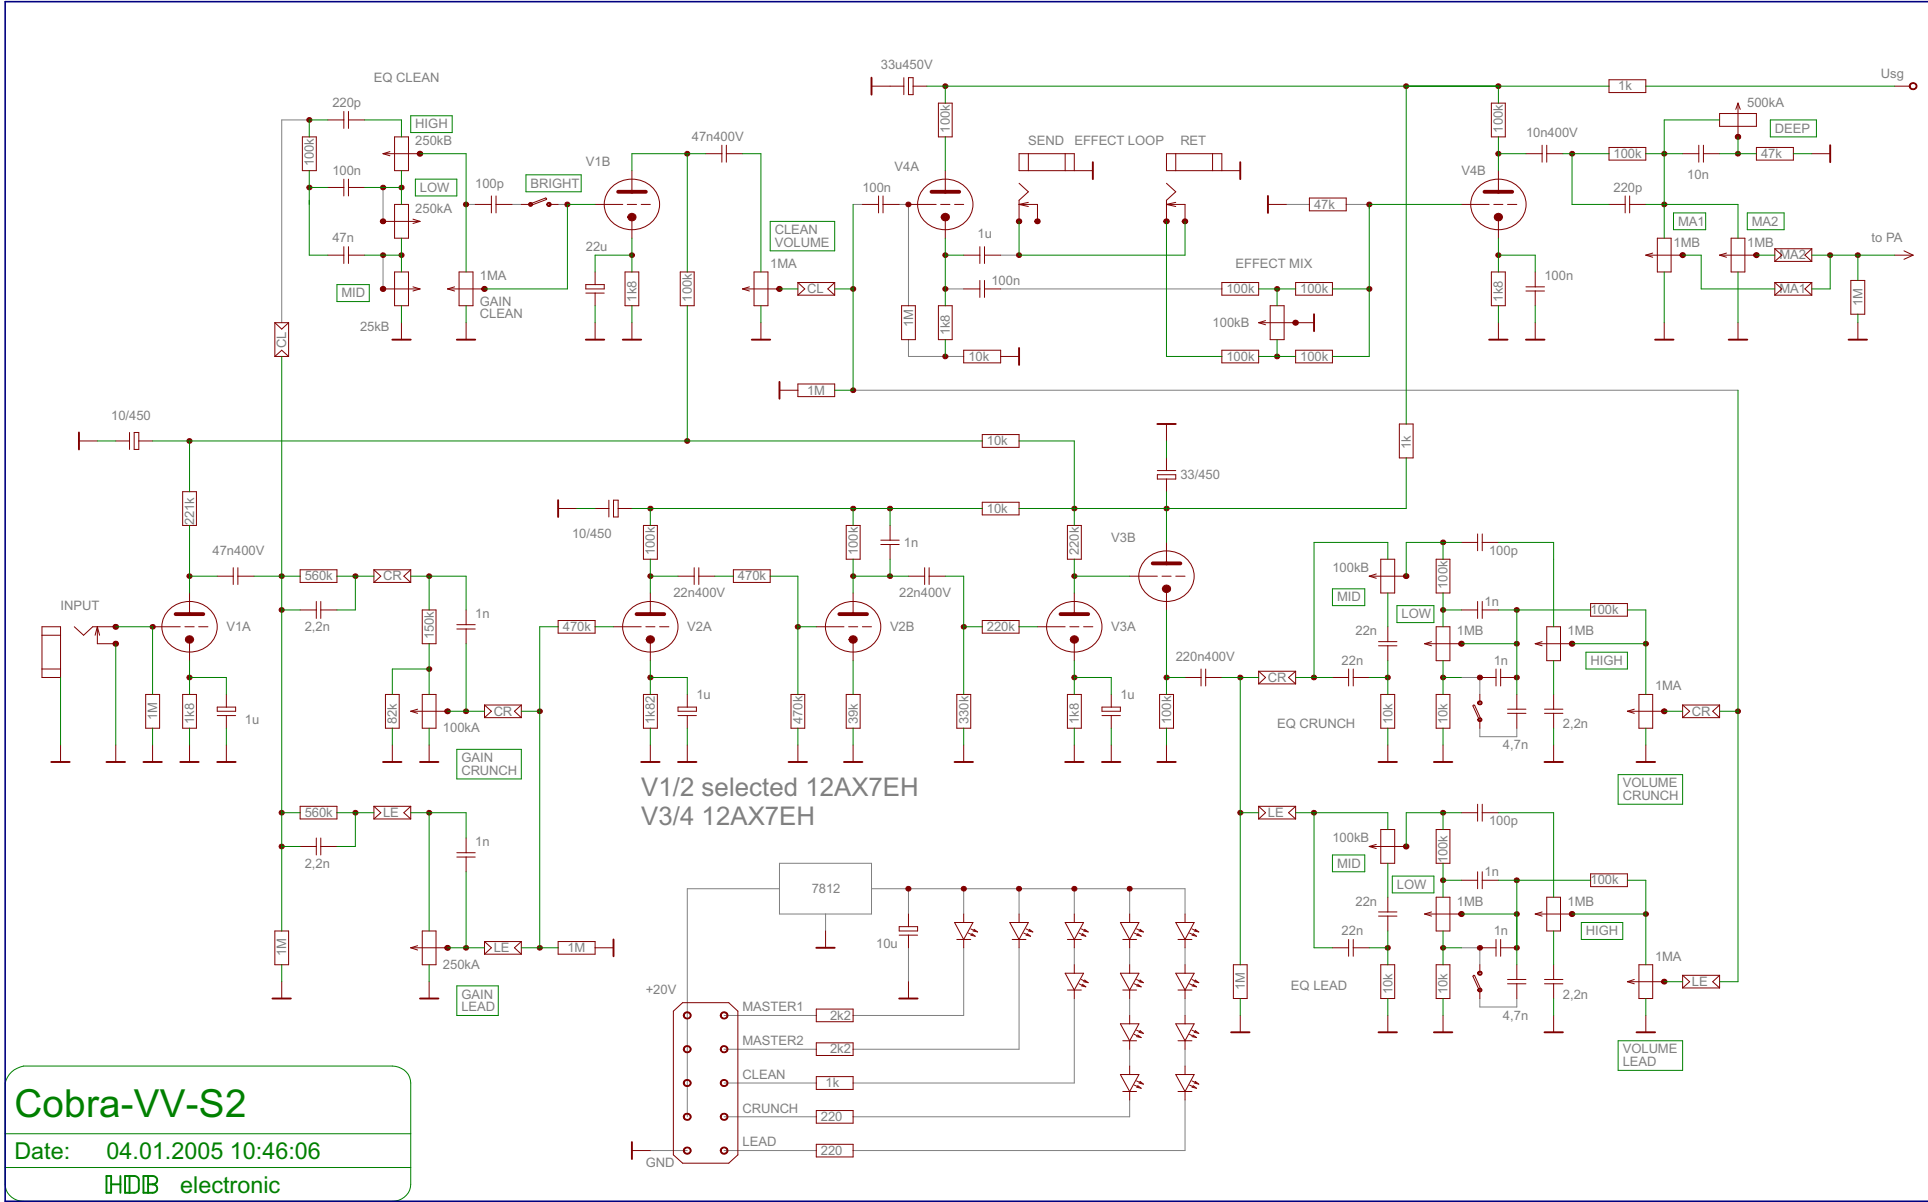 33u450V
Usg
EQ CLEAN
1k
220p
HIGH
250kB
100k
100k
100k
500kA
DEEP
47n400V
SEND EFFECT LOOP RET
10n400V
V1B
V4A
V4B
100k
10n
47k
100n
LOW
250kA
100p
BRIGHT
100n
47k
220p
MA1
MA2
47n
22u
CLEAN
VOLUME
1u
1MB
1MB
to PA
MA2
1MA
GAIN
CLEAN
1MA
EFFECT MIX
MID
1k8
100k
CL
100n
100k
100k
1k8
100n
MA1
1M
25kB
1M
1k8
100kB
CL
10k
100k
100k
1M
10/450
10k
1k
33/450
221k
10/450
10k
47n400V
100k
100k
1n
220k
V3B
100p
560k
CR
470k
100kB
100k
22n400V
22n400V
MID
INPUT
V1A
2,2n
150k
1n
470k
V2A
V2B
220k
V3A
LOW
1n
100k
22n
1MB
1MB
220n400V
CR
22n
1n
HIGH
1M
1k8
1u
82k
100kA
CR
1k82
1u
470k
39k
330k
1k8
1u
100k
EQ CRUNCH
10k
10k
4,7n
2,2n
1MA
CR
GAIN
CRUNCH
V1/2 selected 12AX7EH
V3/4 12AX7EH
VOLUME
CRUNCH
560k
LE
LE
100p
2,2n
1n
100kB
100k
MID
7812
LOW
1n
100k
22n
1MB
1MB
1M
250kA
LE
1M
10u
22n
1n
HIGH
GAIN
LEAD
+20V
1M
EQ LEAD
10k
10k
4,7n
2,2n
1MA
LE
MASTER1
2k2
MASTER2
2k2
VOLUME
LEAD
CLEAN
1k
CRUNCH
220
LEAD
220
GND
Cobra-VV-S2
Date: 04.01.2005 10:46:06
HDB electronic